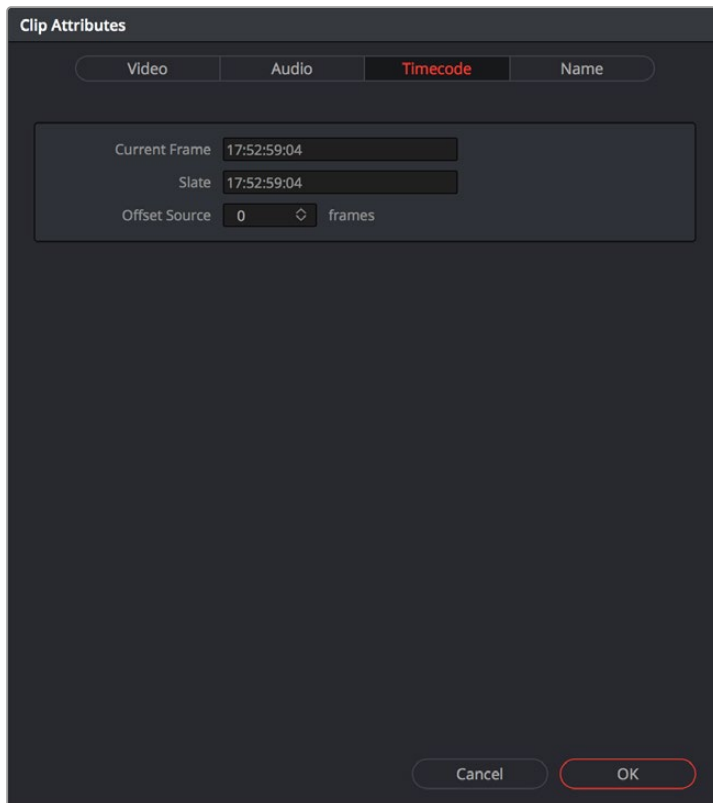 Clip Attributes
Video Audio Timecode Name
Current Frame 17:52:59:04
Slate 17:52:59:04
Offset Source 0 frames
Cancel OK